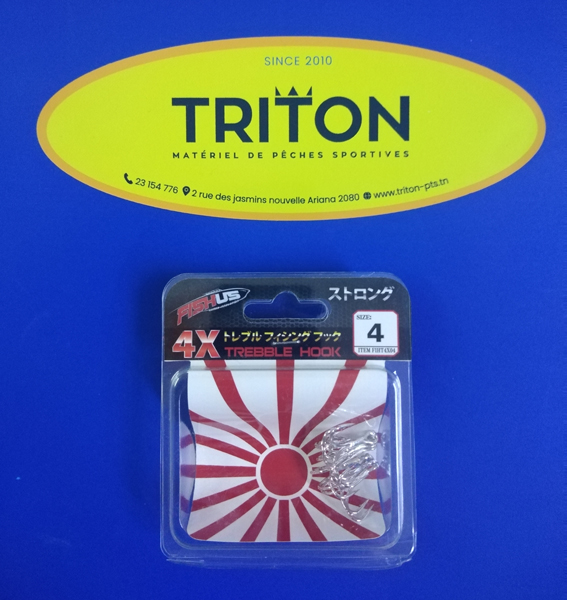 SINCE 2010
TRITON
MATÉRIEL DE PÊCHES SPORTIVES
23 154 776 2 rue des jasmins nouvelle Ariana 2080 www.triton-pts.tn
FISHUS
ストロング
4X
トレブルフィシングフック
TREBBLE HOOK
SIZE:
4